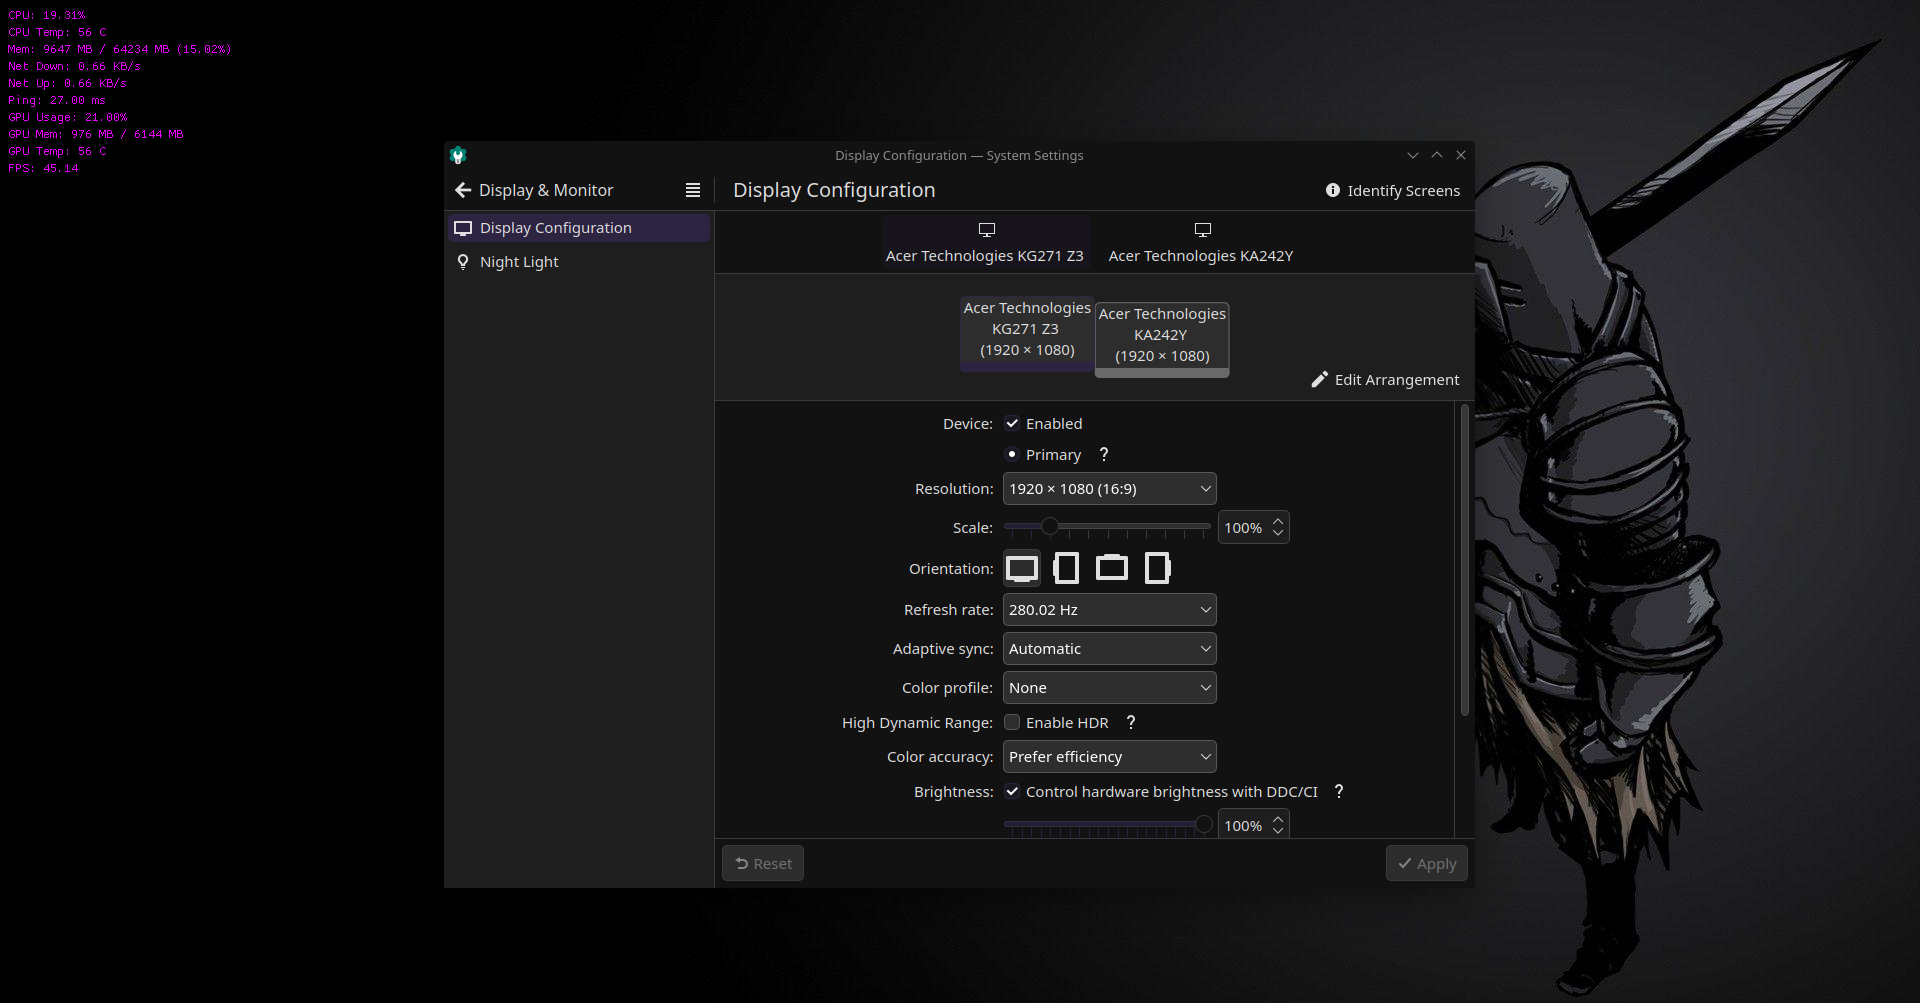 CPU: 19.31%
CPU Temp: 56 C
Mem: 9647 MB / 64234 MB (15.02%)
Net Down: 0.66 KB/s
Net Up: 0.66 KB/s
Ping: 27.00 ms
GPU Usage: 21.00%
GPU Mem: 976 MB / 6144 MB
GPU Temp: 56 C
FPS: 45.14
Display Configuration — System Settings
Display & Monitor
Display Configuration
Identify Screens
Display Configuration
Night Light
Acer Technologies KG271 Z3
Acer Technologies KA242Y
Acer Technologies
KG271 Z3
(1920 × 1080)
Acer Technologies
KA242Y
(1920 × 1080)
Edit Arrangement
Device: Enabled
Primary ?
Resolution: 1920 × 1080 (16:9)
Scale: 100%
Orientation:
Refresh rate: 280.02 Hz
Adaptive sync: Automatic
Color profile: None
High Dynamic Range: Enable HDR ?
Color accuracy: Prefer efficiency
Brightness: Control hardware brightness with DDC/CI ?
100%
Reset
Apply